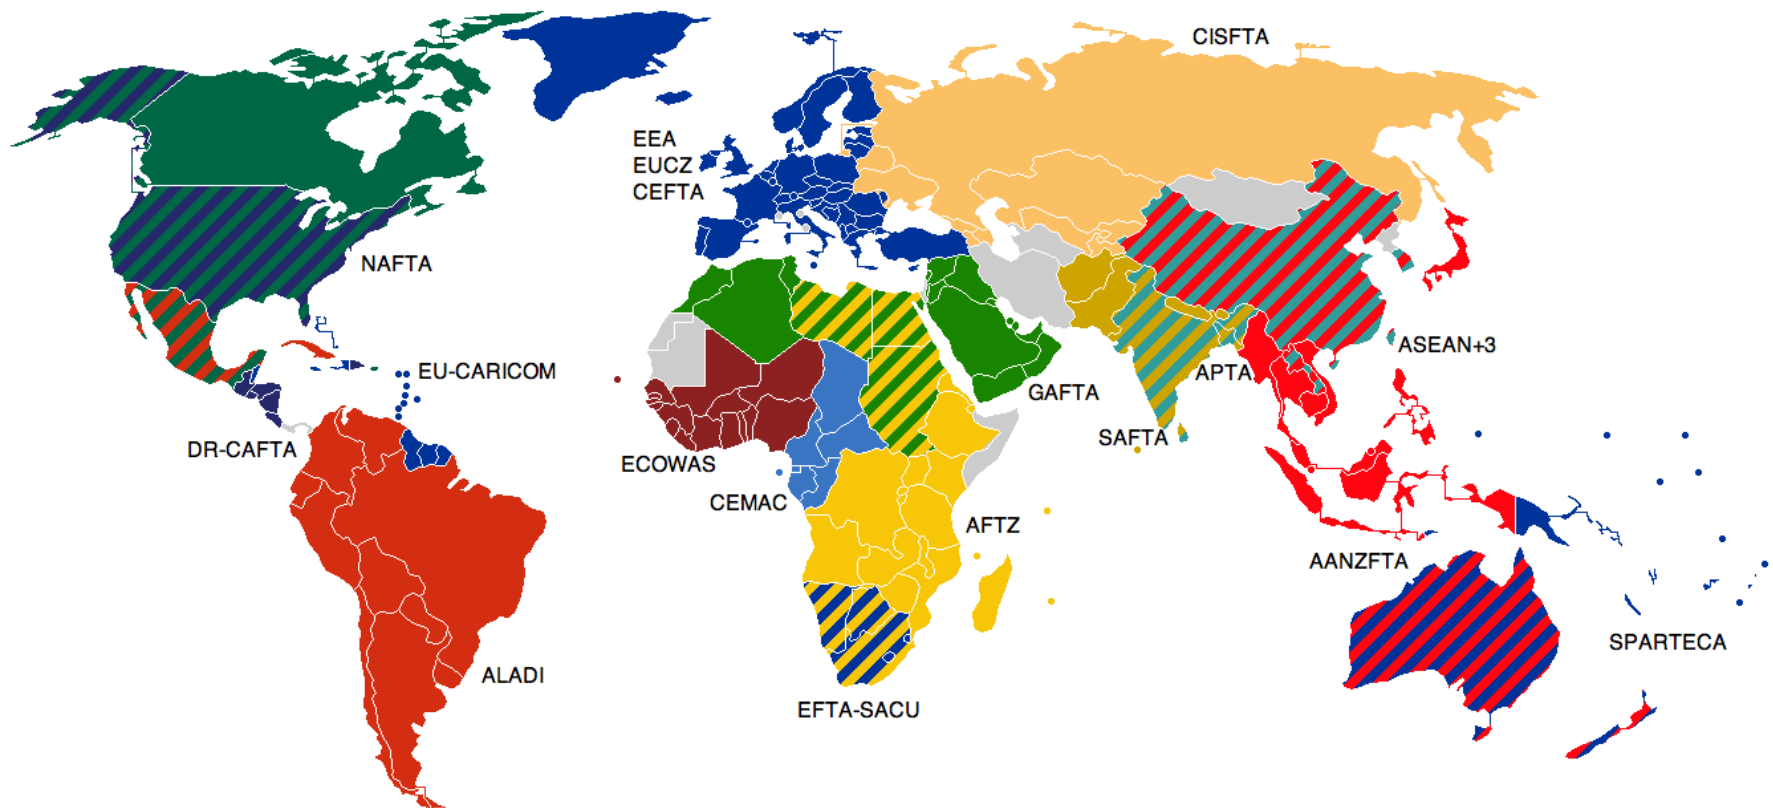 CISFTA
EEA
EUCZ
CEFTA
NAFTA
ASEAN+3
EU-CARICOM
APTA
GAFTA
SAFTA
DR-CAFTA
ECOWAS
CEMAC
AFTZ
AANZFTA
SPARTECA
ALADI
EFTA-SACU